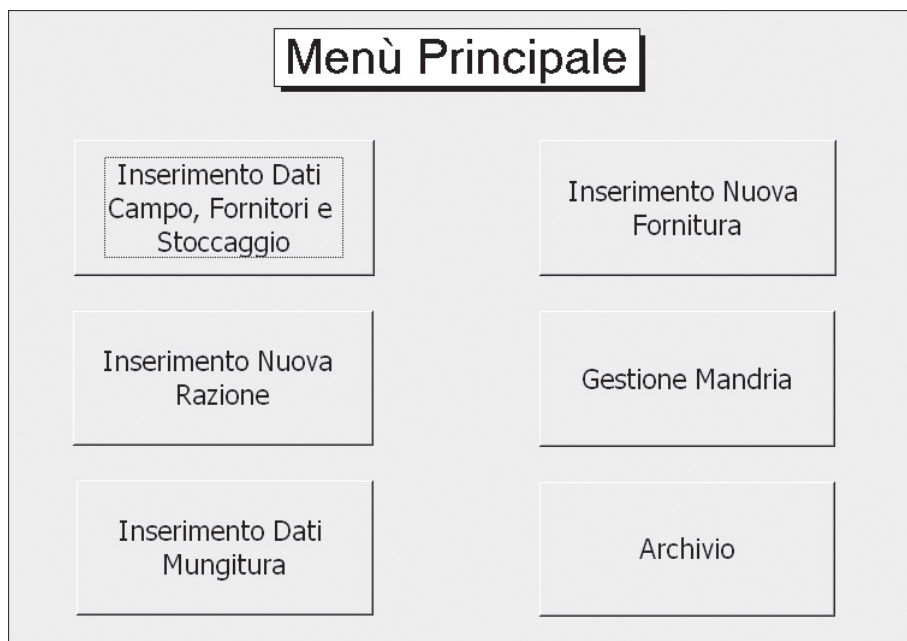 Menù Principale
Inserimento Dati
Campo, Fornitori e
Stoccaggio
Inserimento Nuova
Fornitura
Inserimento Nuova
Razione
Gestione Mandria
Inserimento Dati
Mungitura
Archivio